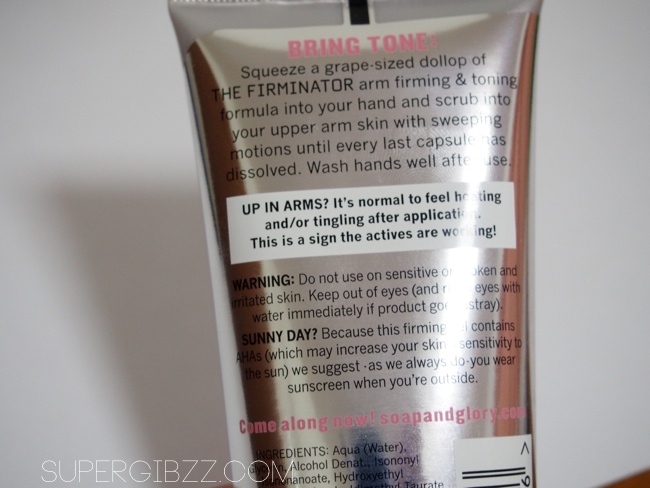 BRING TONE:
Squeeze a grape-sized dollop of
THE FIRMINATOR arm firming & toning
formula into your hand and scrub into
your upper arm skin with sweeping
motions until every last capsule has
dissolved. Wash hands well after use.
UP IN ARMS? It's normal to feel heating
and/or tingling after application.
This is a sign the actives are working!
WARNING: Do not use on sensitive or broken and
irritated skin. Keep out of eyes (and rinse eyes with
water immediately if product goes astray).
SUNNY DAY? Because this firming contains
AHAs (which may increase your skin's sensitivity to
the sun) we suggest -as we always do-you wear
sunscreen when you're outside.
Come along now! soapandglory.com
INGREDIENTS: Aqua (Water),
Alcohol Denat., Isononyl
Hydroxyethyl
Taurate
SUPERGIBZZ.COM